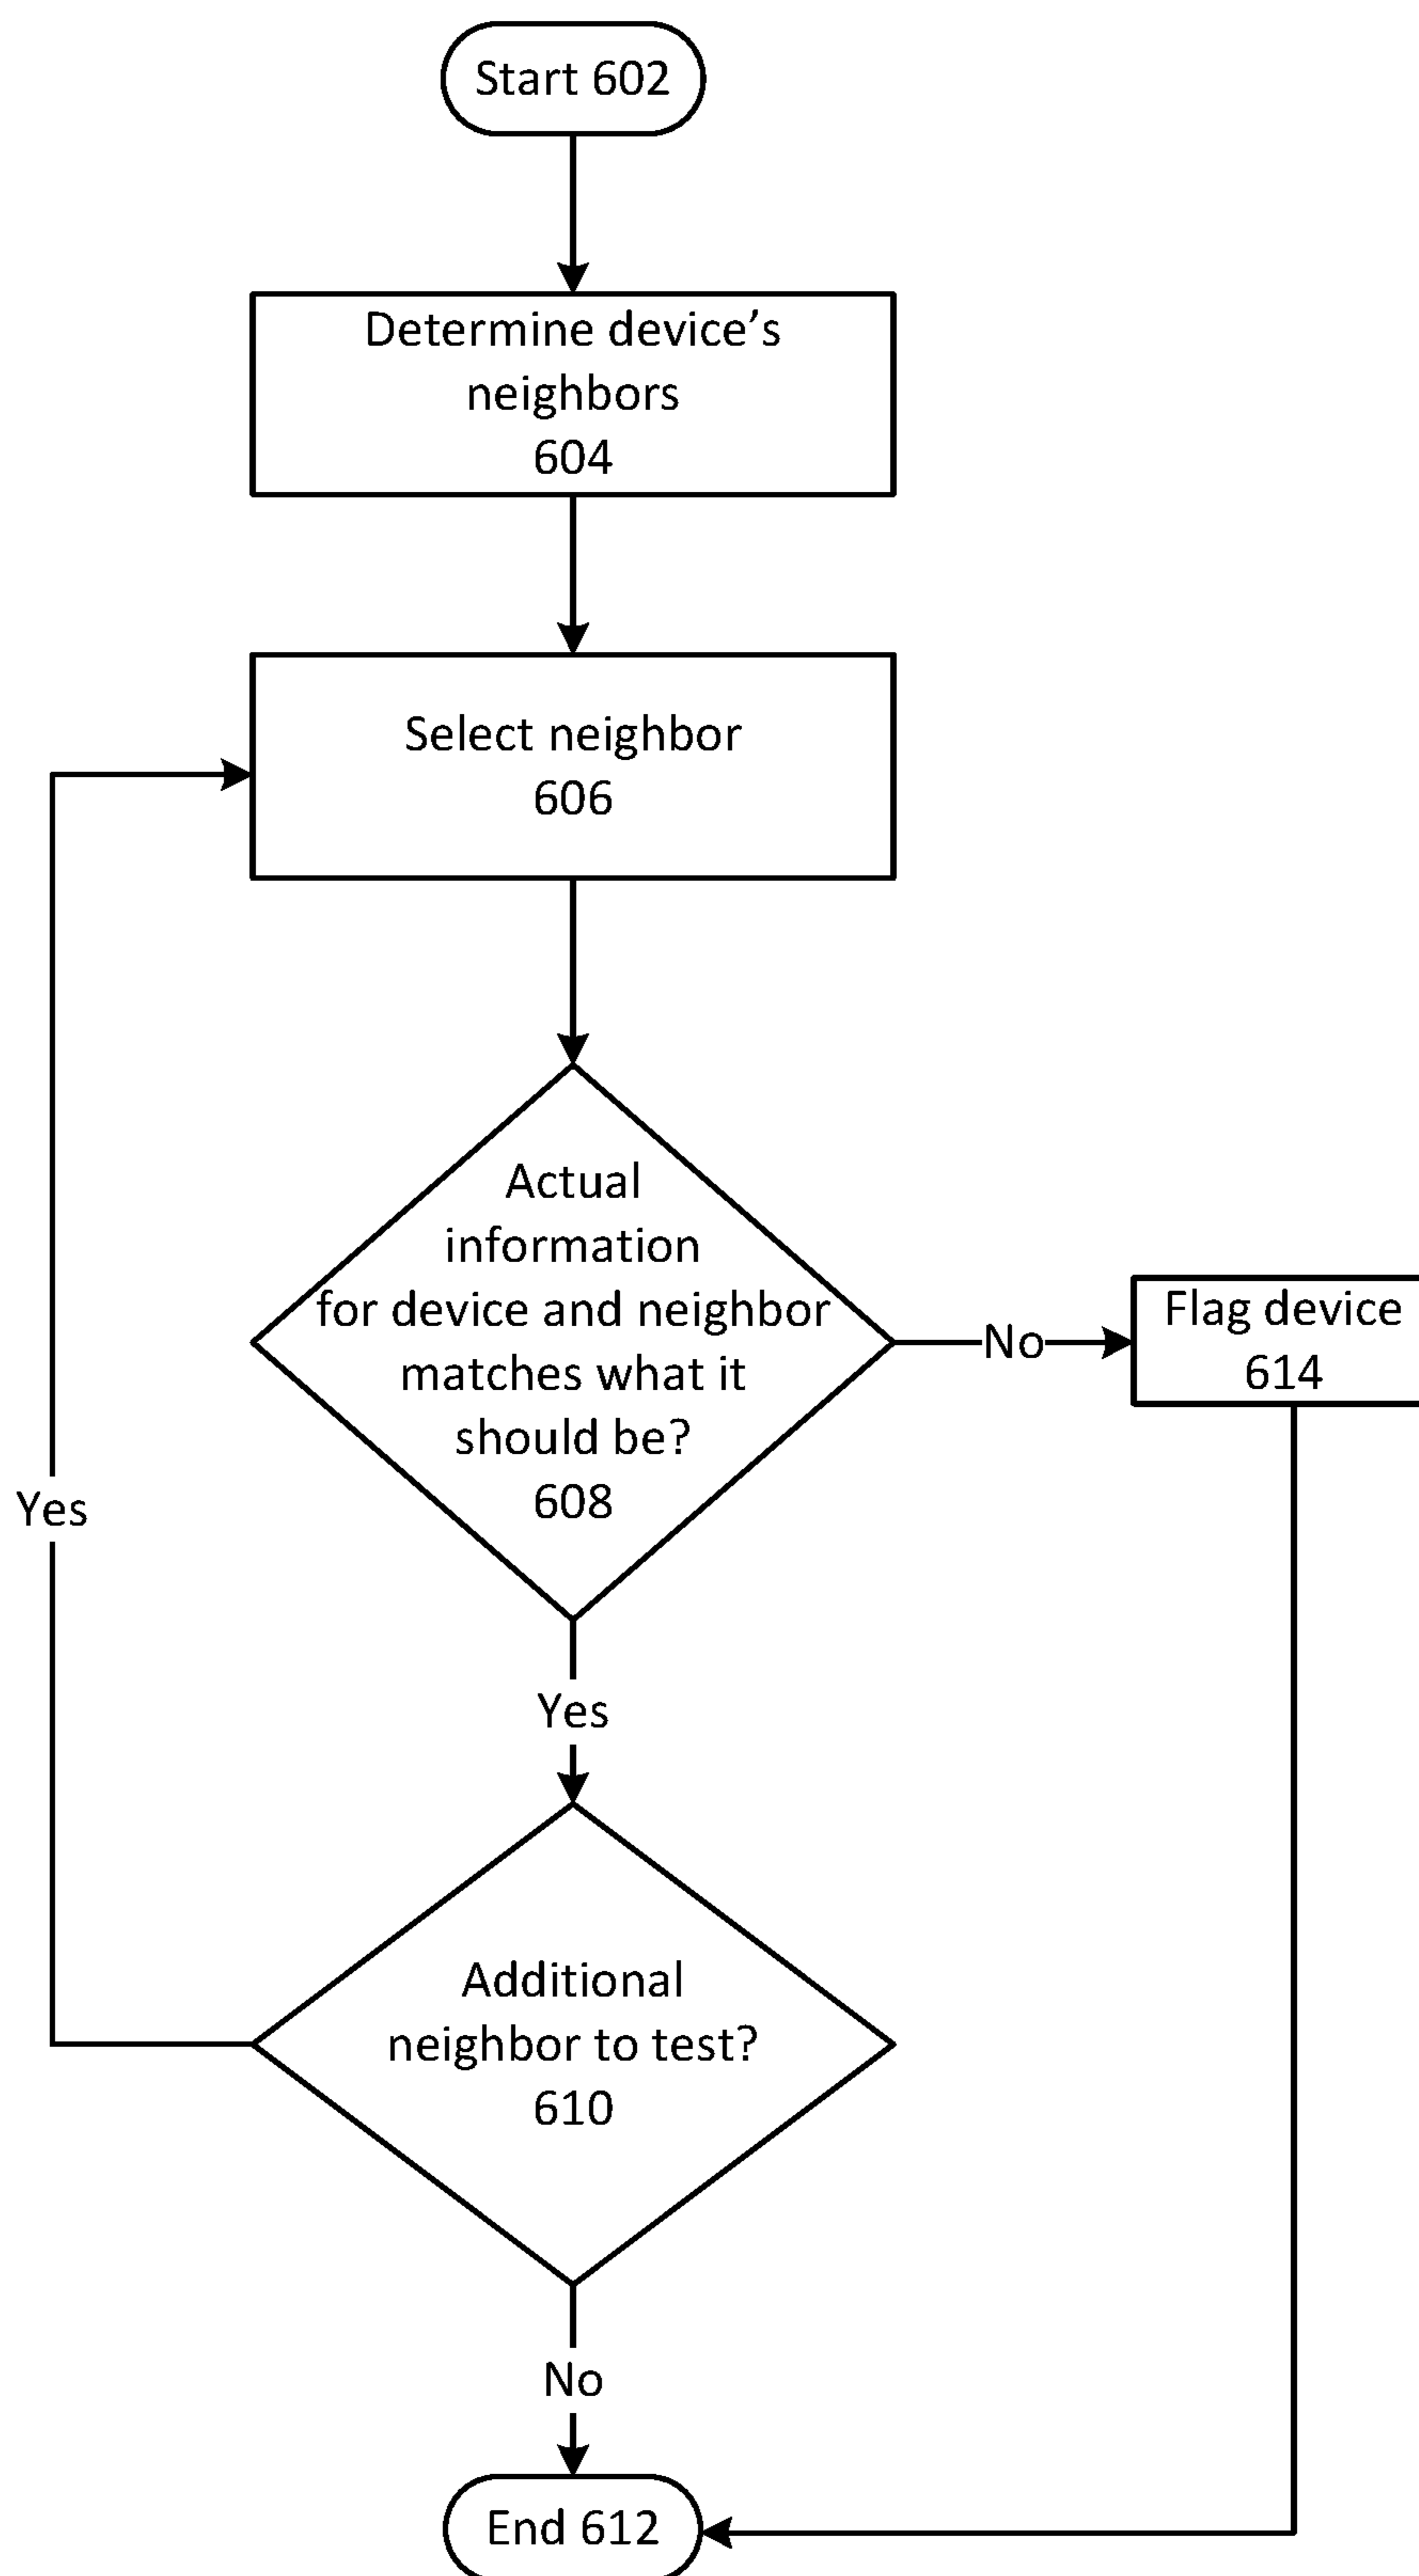 Start 602
Determine device’s
neighbors
604
Select neighbor
606
Actual
information
for device and neighbor
matches what it
should be?
608
No
Flag device
614
Yes
Yes
Additional
neighbor to test?
610
No
End 612